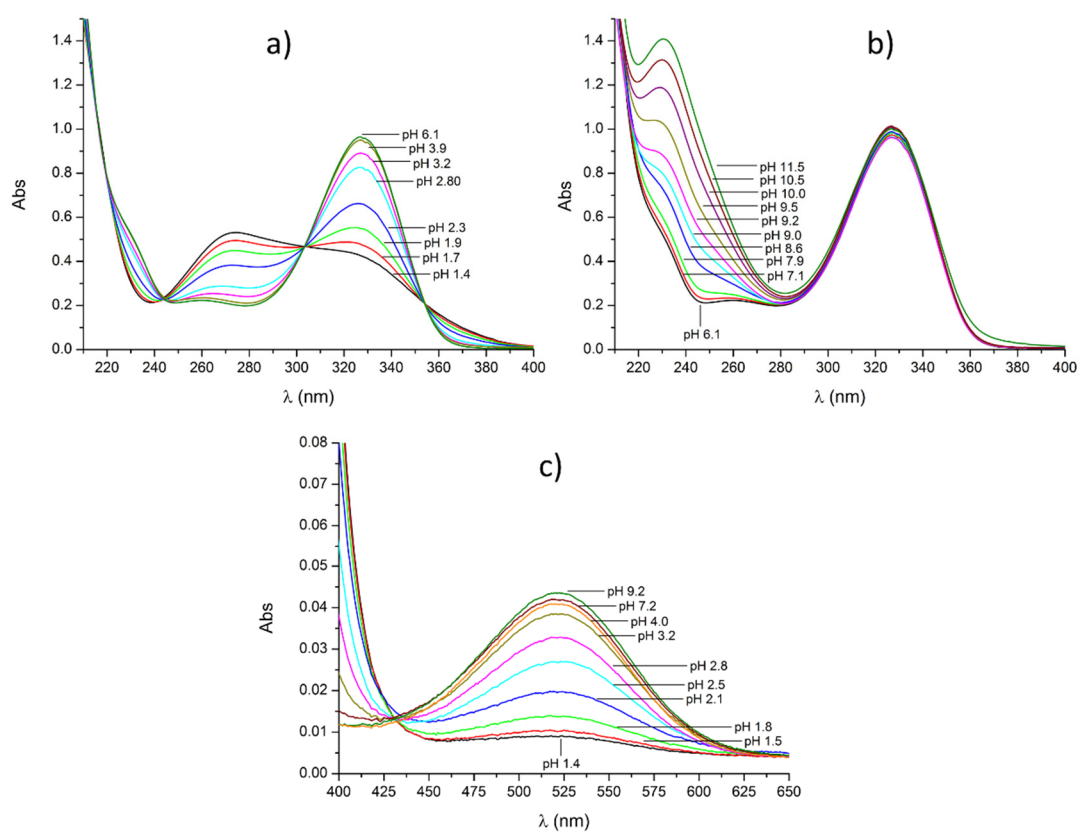 a)
1.4
1.2
1.0
0.8
0.6
0.4
0.2
0.0
Abs
pH 6.1
pH 3.9
pH 3.2
pH 2.80
pH 2.3
pH 1.9
pH 1.7
pH 1.4
220 240 260 280 300 320 340 360 380 400
λ (nm)
b)
1.4
1.2
1.0
0.8
0.6
0.4
0.2
0.0
Abs
pH 11.5
pH 10.5
pH 10.0
pH 9.5
pH 9.2
pH 9.0
pH 8.6
pH 7.9
pH 7.1
pH 6.1
220 240 260 280 300 320 340 360 380 400
λ (nm)
c)
0.08
0.07
0.06
0.05
0.04
0.03
0.02
0.01
0.00
Abs
pH 9.2
pH 7.2
pH 4.0
pH 3.2
pH 2.8
pH 2.5
pH 2.1
pH 1.8
pH 1.5
pH 1.4
400 425 450 475 500 525 550 575 600 625 650
λ (nm)